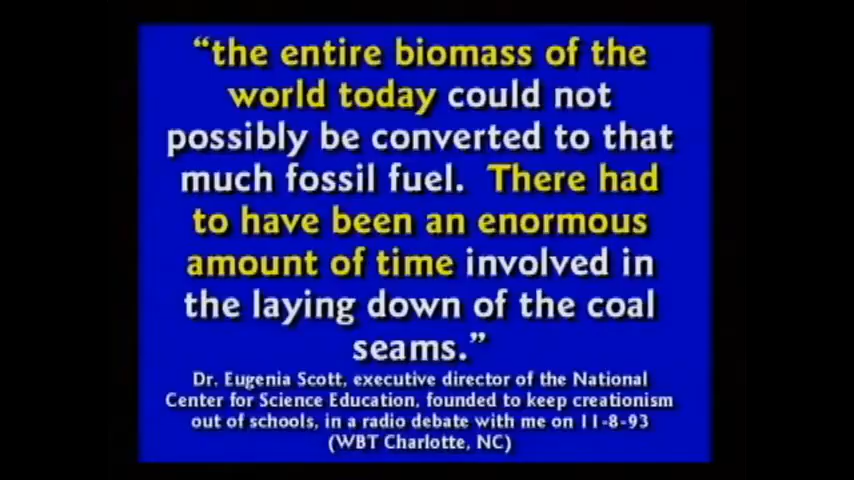 “the entire biomass of the
world today could not
possibly be converted to that
much fossil fuel. There had
to have been an enormous
amount of time involved in
the laying down of the coal
seams.”
Dr. Eugenia Scott, executive director of the National
Center for Science Education, founded to keep creationism
out of schools, in a radio debate with me on 11-8-93
(WBT Charlotte, NC)